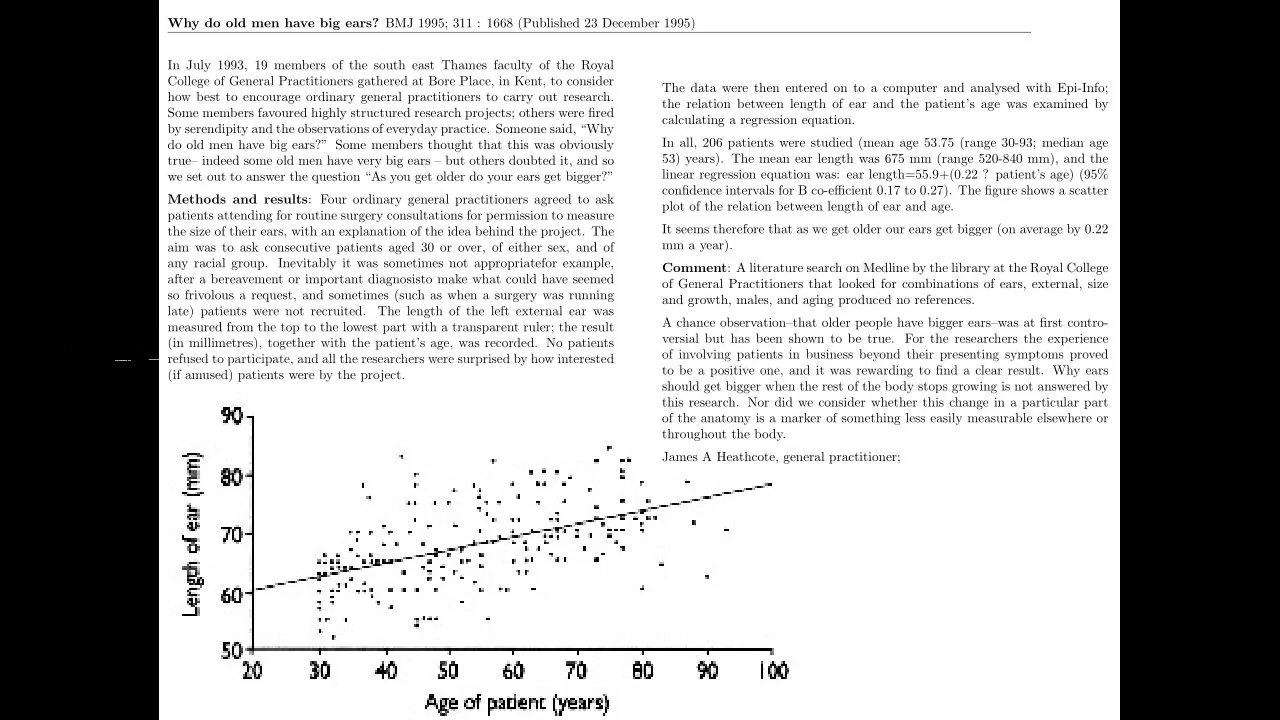 Why do old men have big ears? BMJ 1995; 311 : 1668 (Published 23 December 1995)
In July 1993, 19 members of the south east Thames faculty of the Royal
College of General Practitioners gathered at Bore Place, in Kent, to consider
how best to encourage ordinary general practitioners to carry out research.
Some members favoured highly structured research projects; others were fired
by serendipity and the observations of everyday practice. Someone said, “Why
do old men have big ears?” Some members thought that this was obviously
true– indeed some old men have very big ears – but others doubted it, and so
we set out to answer the question “As you get older do your ears get bigger?”
Methods and results: Four ordinary general practitioners agreed to ask
patients attending for routine surgery consultations for permission to measure
the size of their ears, with an explanation of the idea behind the project. The
aim was to ask consecutive patients aged 30 or over, of either sex, and of
any racial group. Inevitably it was sometimes not appropriatefor example,
after a bereavement or important diagnosisto make what could have seemed
so frivolous a request, and sometimes (such as when a surgery was running
late) patients were not recruited. The length of the left external ear was
measured from the top to the lowest part with a transparent ruler; the result
(in millimetres), together with the patient's age, was recorded. No patients
refused to participate, and all the researchers were surprised by how interested
(if amused) patients were by the project.
The data were then entered on to a computer and analysed with Epi-Info;
the relation between length of ear and the patient's age was examined by
calculating a regression equation.
In all, 206 patients were studied (mean age 53.75 (range 30-93; median age
53) years). The mean ear length was 675 mm (range 520-840 mm), and the
linear regression equation was: ear length=55.9+(0.22 ? patient's age) (95%
confidence intervals for B co-efficient 0.17 to 0.27). The figure shows a scatter
plot of the relation between length of ear and age.
It seems therefore that as we get older our ears get bigger (on average by 0.22
mm a year).
Comment: A literature search on Medline by the library at the Royal College
of General Practitioners that looked for combinations of ears, external, size
and growth, males, and aging produced no references.
A chance observation–that older people have bigger ears–was at first contro-
versial but has been shown to be true. For the researchers the experience
of involving patients in business beyond their presenting symptoms proved
to be a positive one, and it was rewarding to find a clear result. Why ears
should get bigger when the rest of the body stops growing is not answered by
this research. Nor did we consider whether this change in a particular part
of the anatomy is a marker of something less easily measurable elsewhere or
throughout the body.
James A Heathcote, general practitioner;
Length of ear (mm)
90
80
70
60
50
20 30 40 50 60 70 80 90 100
Age of patient (years)